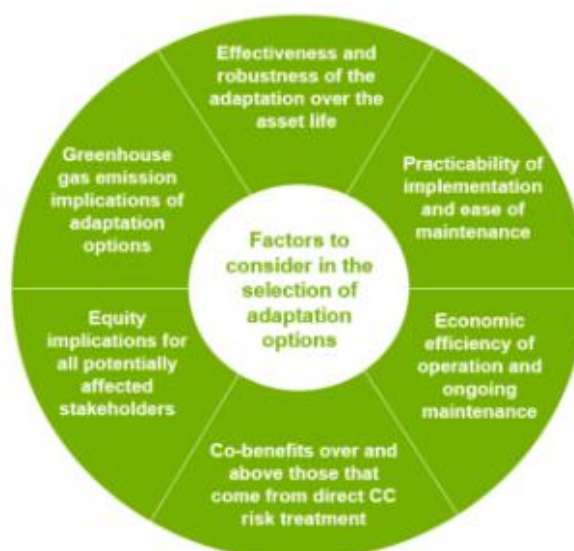 Effectiveness and
robustness of the
adaptation over the
asset life
Practicability of
implementation
and ease of
maintenance
Economic
efficiency of
operation and
ongoing
maintenance
Co-benefits over and
above those that
come from direct CC
risk treatment
Equity
implications for
all potentially
affected
stakeholders
Greenhouse
gas emission
implications of
adaptation
options
Factors to
consider in the
selection of
adaptation
options